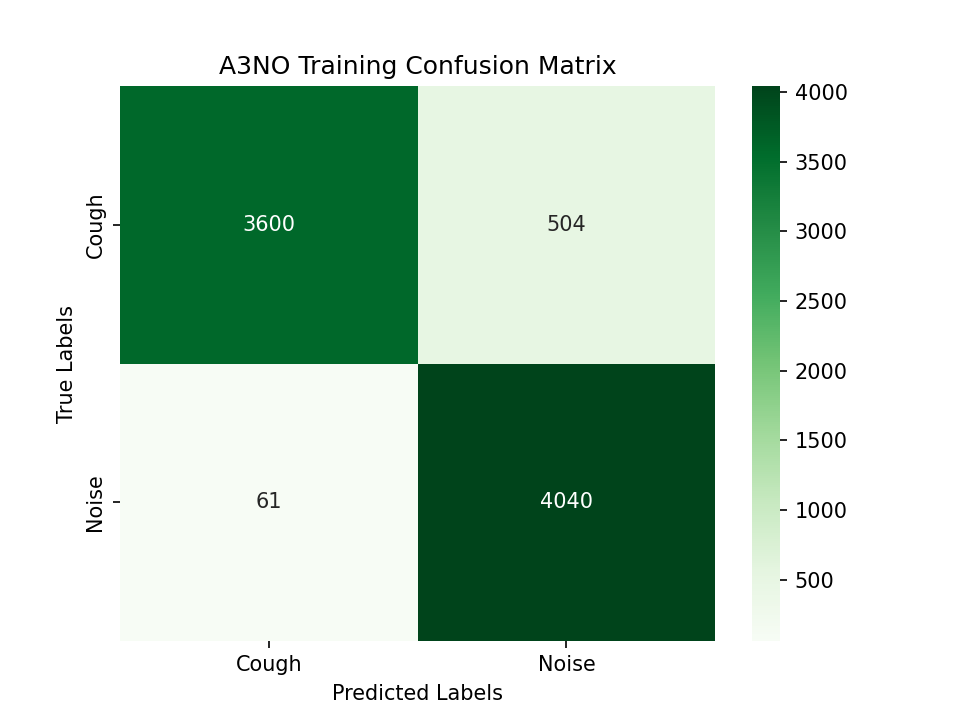 A3NO Training Confusion Matrix
True Labels
Cough
Noise
3600
504
61
4040
Cough
Noise
Predicted Labels
4000
3500
3000
2500
2000
1500
1000
500